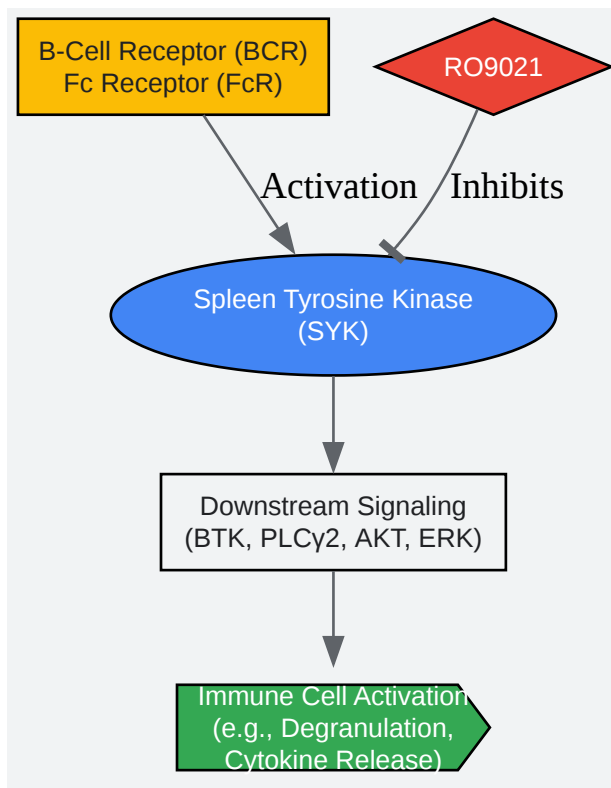 B-Cell Receptor (BCR)
Fc Receptor (FcR)
RO9021
Activation
Inhibits
Spleen Tyrosine Kinase
(SYK)
Downstream Signaling
(BTK, PLCγ2, AKT, ERK)
Immune Cell Activation
(e.g., Degranulation,
Cytokine Release)